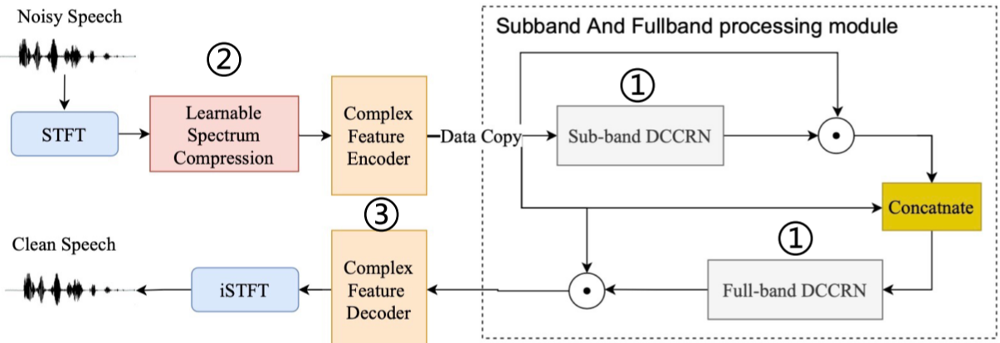 Noisy Speech
Subband And Fullband processing module
②
①
STFT
Learnable
Spectrum
Compression
Complex
Feature
Encoder
Data Copy
Sub-band DCCRN
Concatnate
③
①
Clean Speech
iSTFT
Complex
Feature
Decoder
Full-band DCCRN